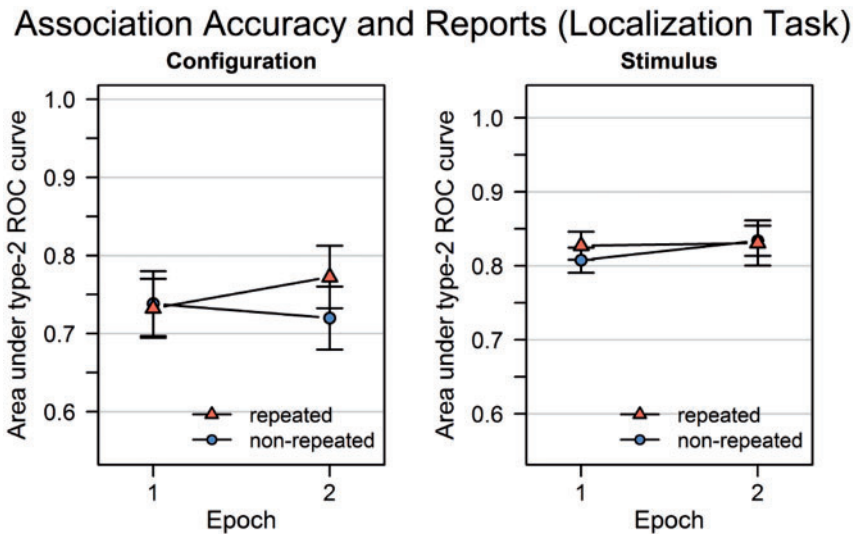 Association Accuracy and Reports (Localization Task)
Configuration
Area under type-2 ROC curve
1.0
0.9
0.8
0.7
0.6
repeated
non-repeated
1 2
Epoch
Stimulus
Area under type-2 ROC curve
1.0
0.9
0.8
0.7
0.6
repeated
non-repeated
1 2
Epoch